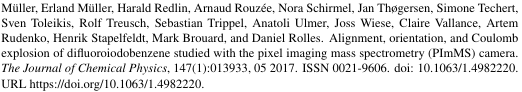 Müller, Erland Müller, Harald Redlin, Arnaud Rouzée, Nora Schirmel, Jan Thøgersen, Simone Techert,
Sven Toleikis, Rolf Treusch, Sebastian Trippel, Anatoli Ulmer, Joss Wiese, Claire Vallance, Artem
Rudenko, Henrik Stapelfeldt, Mark Brouard, and Daniel Rolles. Alignment, orientation, and Coulomb
explosion of difluoroiodobenzene studied with the pixel imaging mass spectrometry (PImMS) camera.
The Journal of Chemical Physics, 147(1):013933, 05 2017. ISSN 0021-9606. doi: 10.1063/1.4982220.
URL https://doi.org/10.1063/1.4982220.